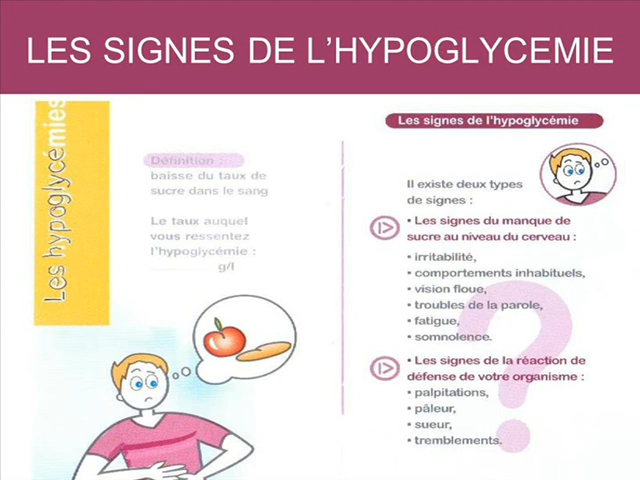 LES SIGNES DE L’HYPOGLYCEMIE
Les hypoglycémies
Définition :
baisse du taux de
sucre dans le sang
Le taux auquel
vous ressentez
l'hypoglycémie :
g/l
Les signes de l'hypoglycémie
Il existe deux types
de signes :
• Les signes du manque de
sucre au niveau du cerveau :
• irritabilité,
• comportements inhabituels,
• vision floue,
• troubles de la parole,
• fatigue,
• somnolence.
• Les signes de la réaction de
défense de votre organisme :
• palpitations,
• pâleur,
• sueur,
• tremblements.
?